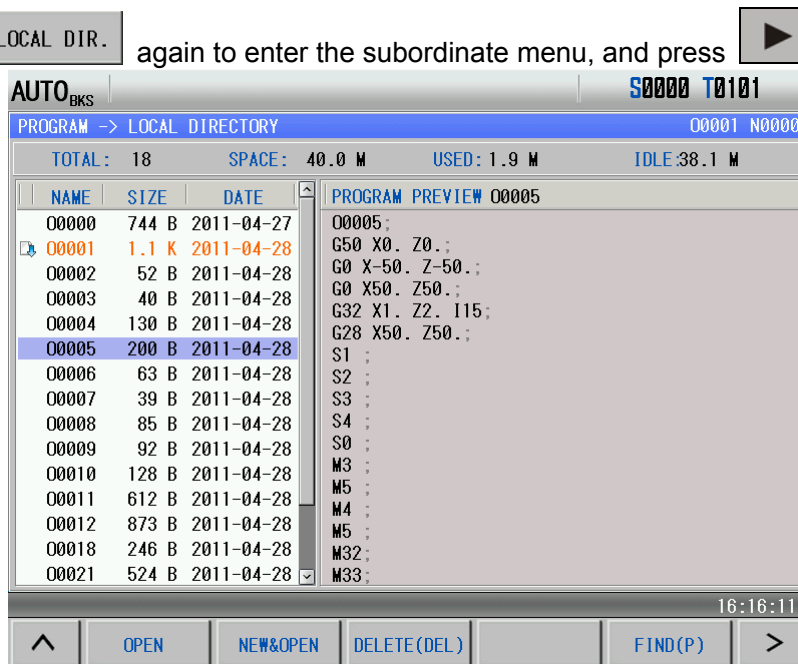 LOCAL DIR. again to enter the subordinate menu, and press
AUTO BKS S0000 T0101
PROGRAM -> LOCAL DIRECTORY O0001 N0000
TOTAL: 18 SPACE: 40.0 M USED: 1.9 M IDLE:38.1 M
NAME SIZE DATE
O0000 744 B 2011-04-27
O0001 1.1 K 2011-04-28
O0002 52 B 2011-04-28
O0003 40 B 2011-04-28
O0004 130 B 2011-04-28
O0005 200 B 2011-04-28
O0006 63 B 2011-04-28
O0007 39 B 2011-04-28
O0008 85 B 2011-04-28
O0009 92 B 2011-04-28
O0010 128 B 2011-04-28
O0011 612 B 2011-04-28
O0012 873 B 2011-04-28
O0018 246 B 2011-04-28
O0021 524 B 2011-04-28
PROGRAM PREVIEW O0005
O0005;
G50 X0. Z0.;
G0 X-50. Z-50.;
G0 X50. Z50.;
G32 X1. Z2. I15;
G28 X50. Z50.;
S1 ;
S2 ;
S3 ;
S4 ;
S0 ;
M3 ;
M5 ;
M4 ;
M5 ;
M32;
M33;
16:16:11
OPEN NEW&OPEN DELETE(DEL) FIND(P) >